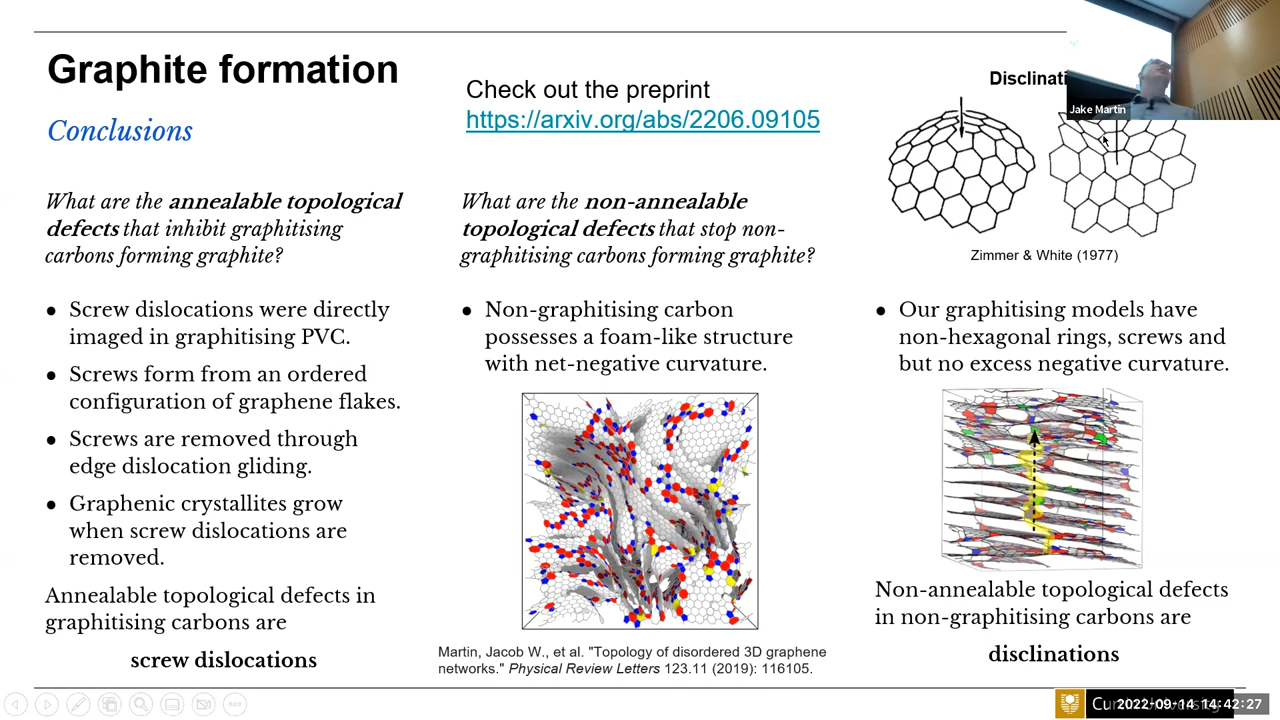 Graphite formation
Conclusions
Check out the preprint
https://arxiv.org/abs/2206.09105
Jake Martin
Zimmer & White (1977)
What are the annealable topological
defects that inhibit graphitising
carbons forming graphite?
● Screw dislocations were directly
imaged in graphitising PVC.
● Screws form from an ordered
configuration of graphene flakes.
● Screws are removed through
edge dislocation gliding.
● Graphenic crystallites grow
when screw dislocations are
removed.
Annealable topological defects in
graphitising carbons are
screw dislocations
What are the non-annealable
topological defects that stop non-
graphitising carbons forming graphite?
● Non-graphitising carbon
possesses a foam-like structure
with net-negative curvature.
Martin, Jacob W., et al. "Topology of disordered 3D graphene
networks." Physical Review Letters 123.11 (2019): 116105.
● Our graphitising models have
non-hexagonal rings, screws and
but no excess negative curvature.
Non-annealable topological defects
in non-graphitising carbons are
disclinations
2022-09-14 14:42:27